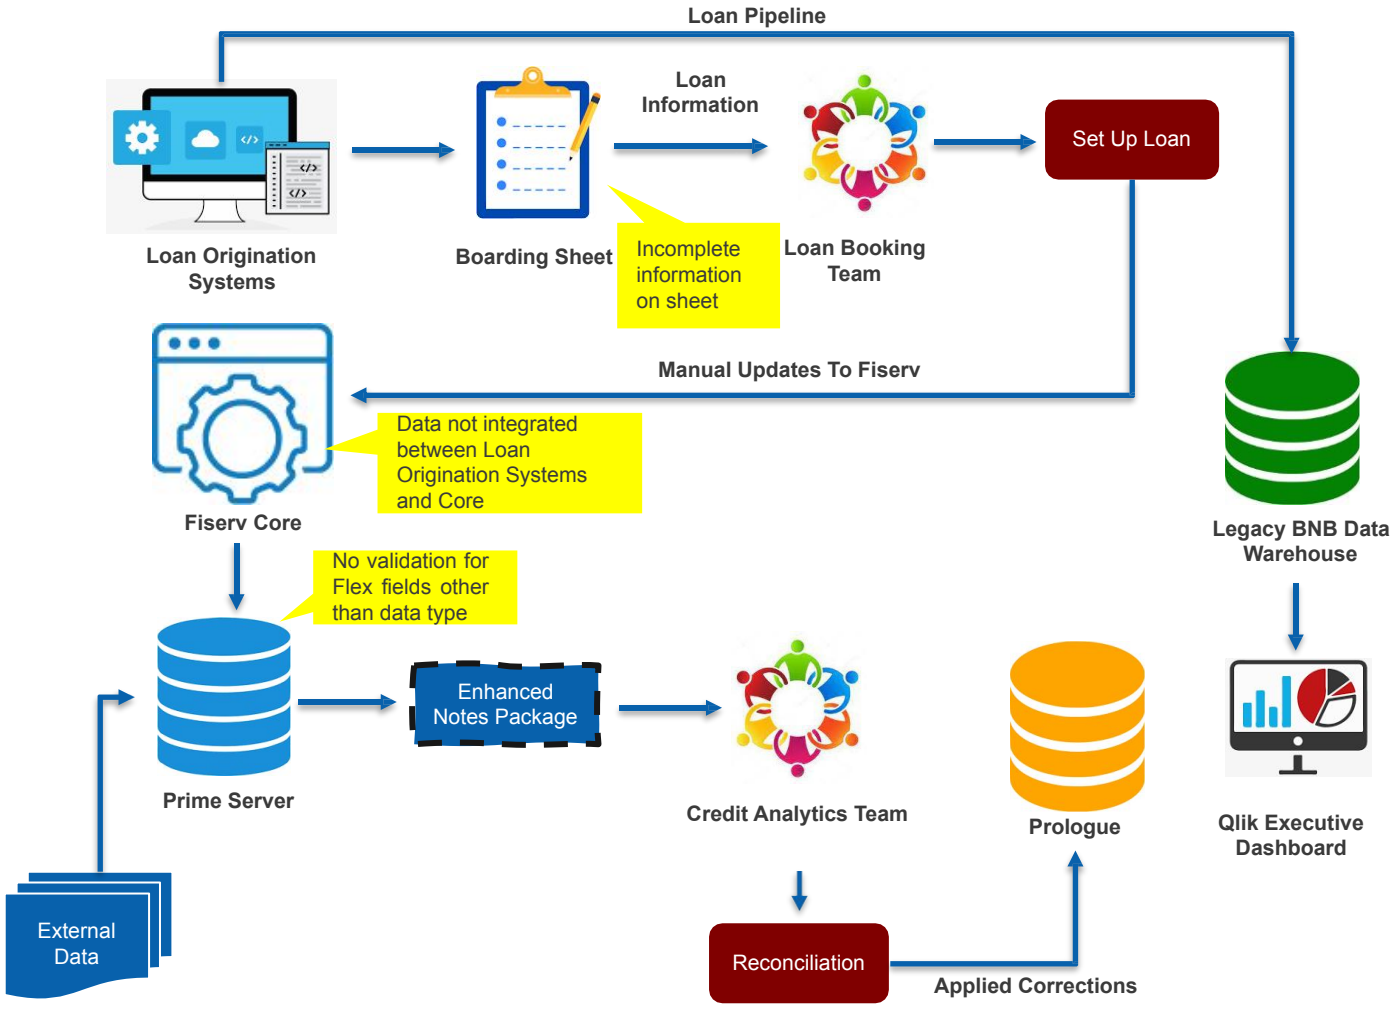 Loan Pipeline
Loan
Information
Set Up Loan
Loan Origination
Systems
Boarding Sheet
Incomplete
information
on sheet
Loan Booking
Team
Manual Updates To Fiserv
Data not integrated
between Loan
Origination Systems
and Core
Fiserv Core
Legacy BNB Data
Warehouse
No validation for
Flex fields other
than data type
Enhanced
Notes Package
Prime Server
Credit Analytics Team
Prologue
Qlik Executive
Dashboard
External
Data
Reconciliation
Applied Corrections